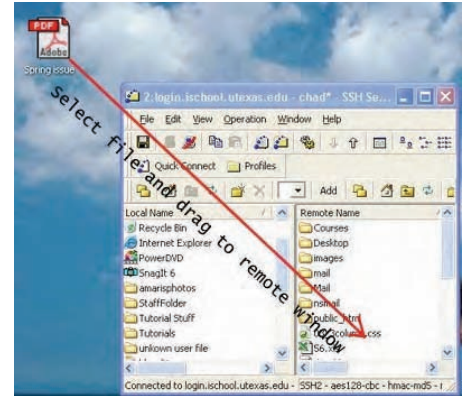 PDF
Adobe
Spring issue
Select file and drag to remote window
2:login.ischool.utexas.edu - chad* - SSH Se...
File Edit View Operation Window Help
Quick Connect Profiles
Add
Local Name
Recycle Bin
Internet Explorer
PowerDVD
SnagIt 6
amarisphotos
StaffFolder
Tutorial Stuff
Tutorials
unkown user file
Remote Name
Courses
Desktop
images
mail
Mail
nsmail
public_html
S6.x
Connected to login.ischool.utexas.edu - SSH2 - aes128-cbc - hmac-md5 -